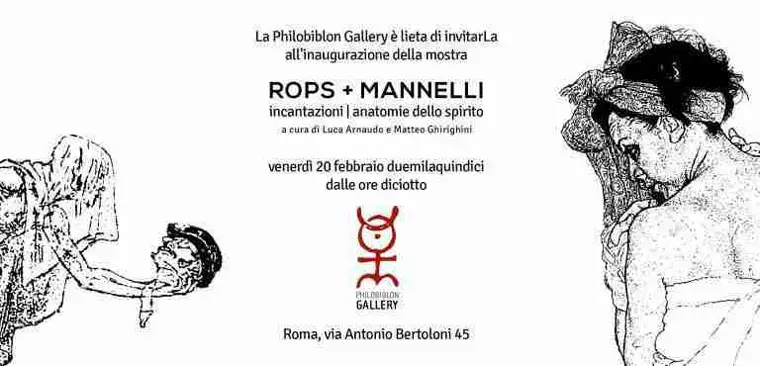 La Philobiblon Gallery è lieta di invitarLa
all'inaugurazione della mostra
ROPS + MANNELLI
incantazioni | anatomie dello spirito
a cura di Luca Arnaudo e Matteo Ghirighini
venerdì 20 febbraio duemilaquindici
dalle ore diciotto
PHILOBIBLON
GALLERY
Roma, via Antonio Bertoloni 45